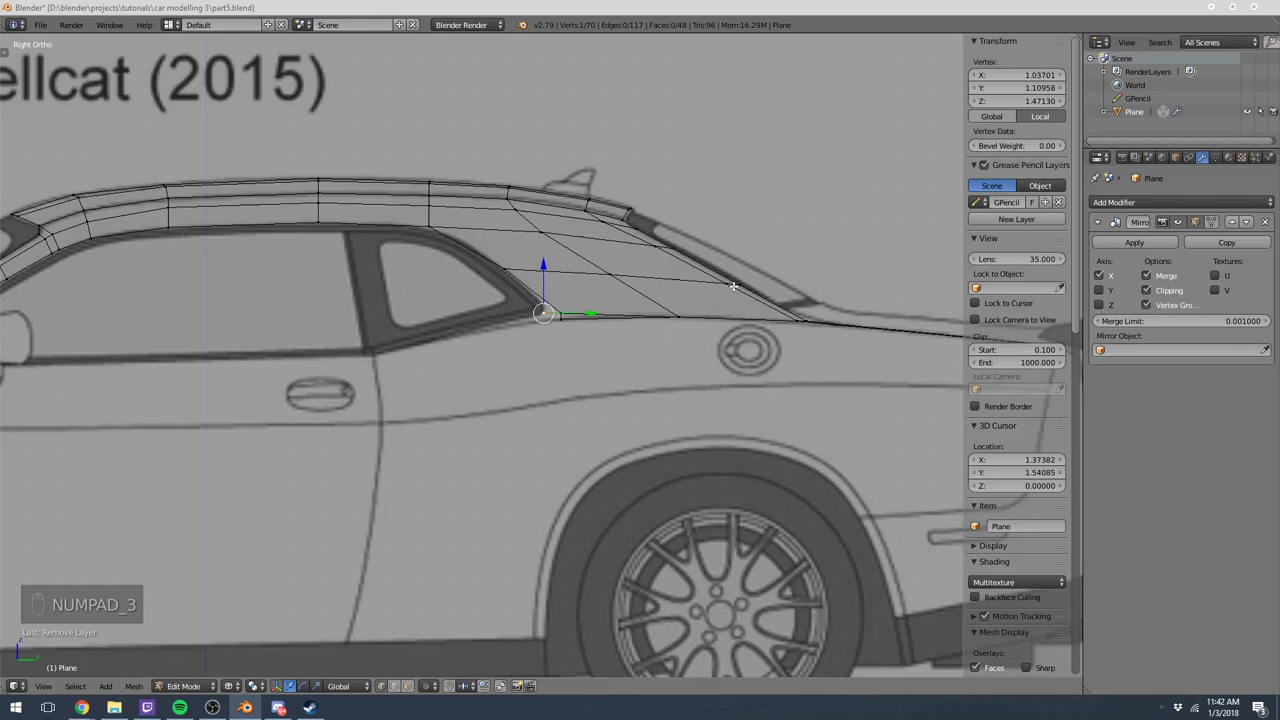 Blender* [D:\blender\projects\tutorials\car modelling 3\part5.blend]
File Render Window Help Default Scene Blender Render v2.79 | Verts:1/70 | Edges:0/117 | Faces:0/48 | Tris:96 | Mem:16.29M | Plane
View Search All Scenes
Right Ortho
ellcat (2015)
Transform
Vertex:
X: 1.03701
Y: 1.10958
Z: 1.47130
Global Local
Vertex Data:
Bevel Weight: 0.00
Grease Pencil Layers
Scene Object
GPencil F
New Layer
View
Lens: 35.000
Lock to Object:
Lock to Cursor
Lock Camera to View
Clip:
Start: 0.100
End: 1000.000
Local Camera:
Render Border
3D Cursor
Location:
X: 1.37382
Y: 1.54085
Z: 0.00000
Item
Plane
Display
Shading
Multitexture
Backface Culling
Motion Tracking
Mesh Display
Overlays:
Faces Sharp
Scene
RenderLayers
World
GPencil
Plane
Plane
Add Modifier
Mirro
Apply Copy
Axis: Options: Textures:
X Merge U
Y Clipping V
Z Vertex Gro...
Merge Limit: 0.001000
Mirror Object:
NUMPAD_3
Last: Remove Layer
z
y
(1) Plane
View Select Add Mesh Edit Mode Global
11:42 AM
1/3/2018
3